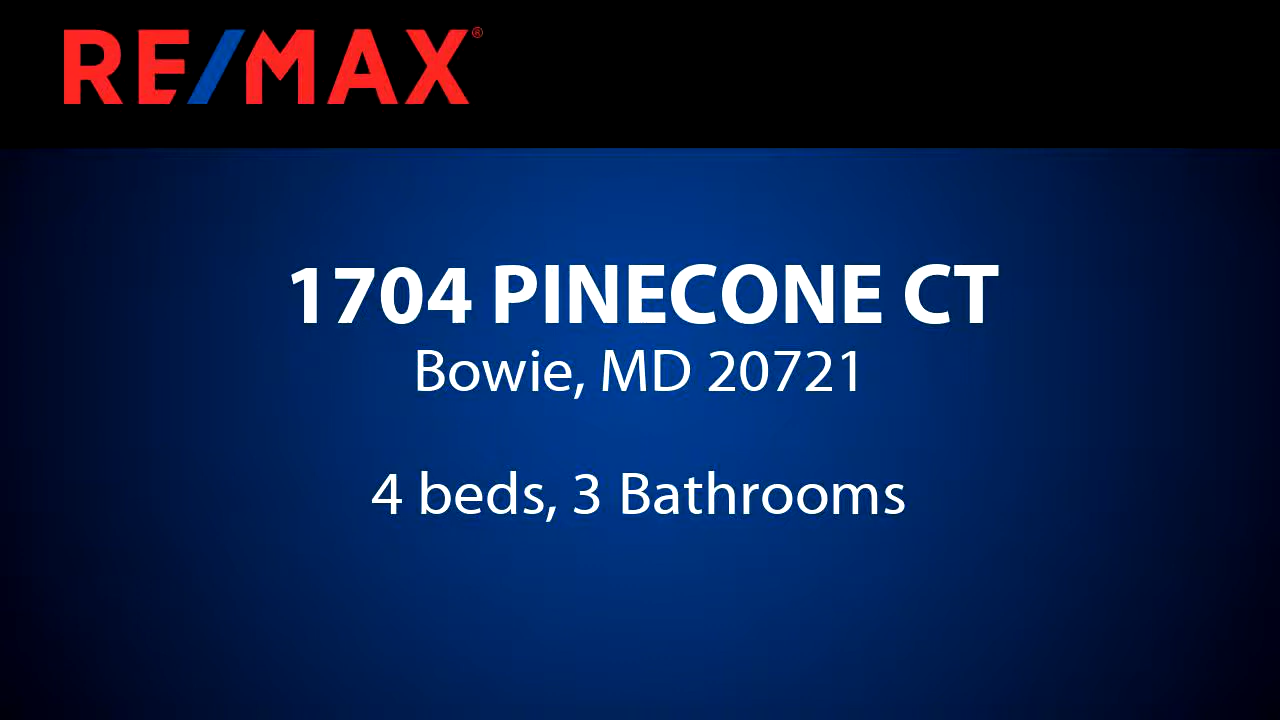 RE/MAX®
1704 PINECONE CT
Bowie, MD 20721
4 beds, 3 Bathrooms